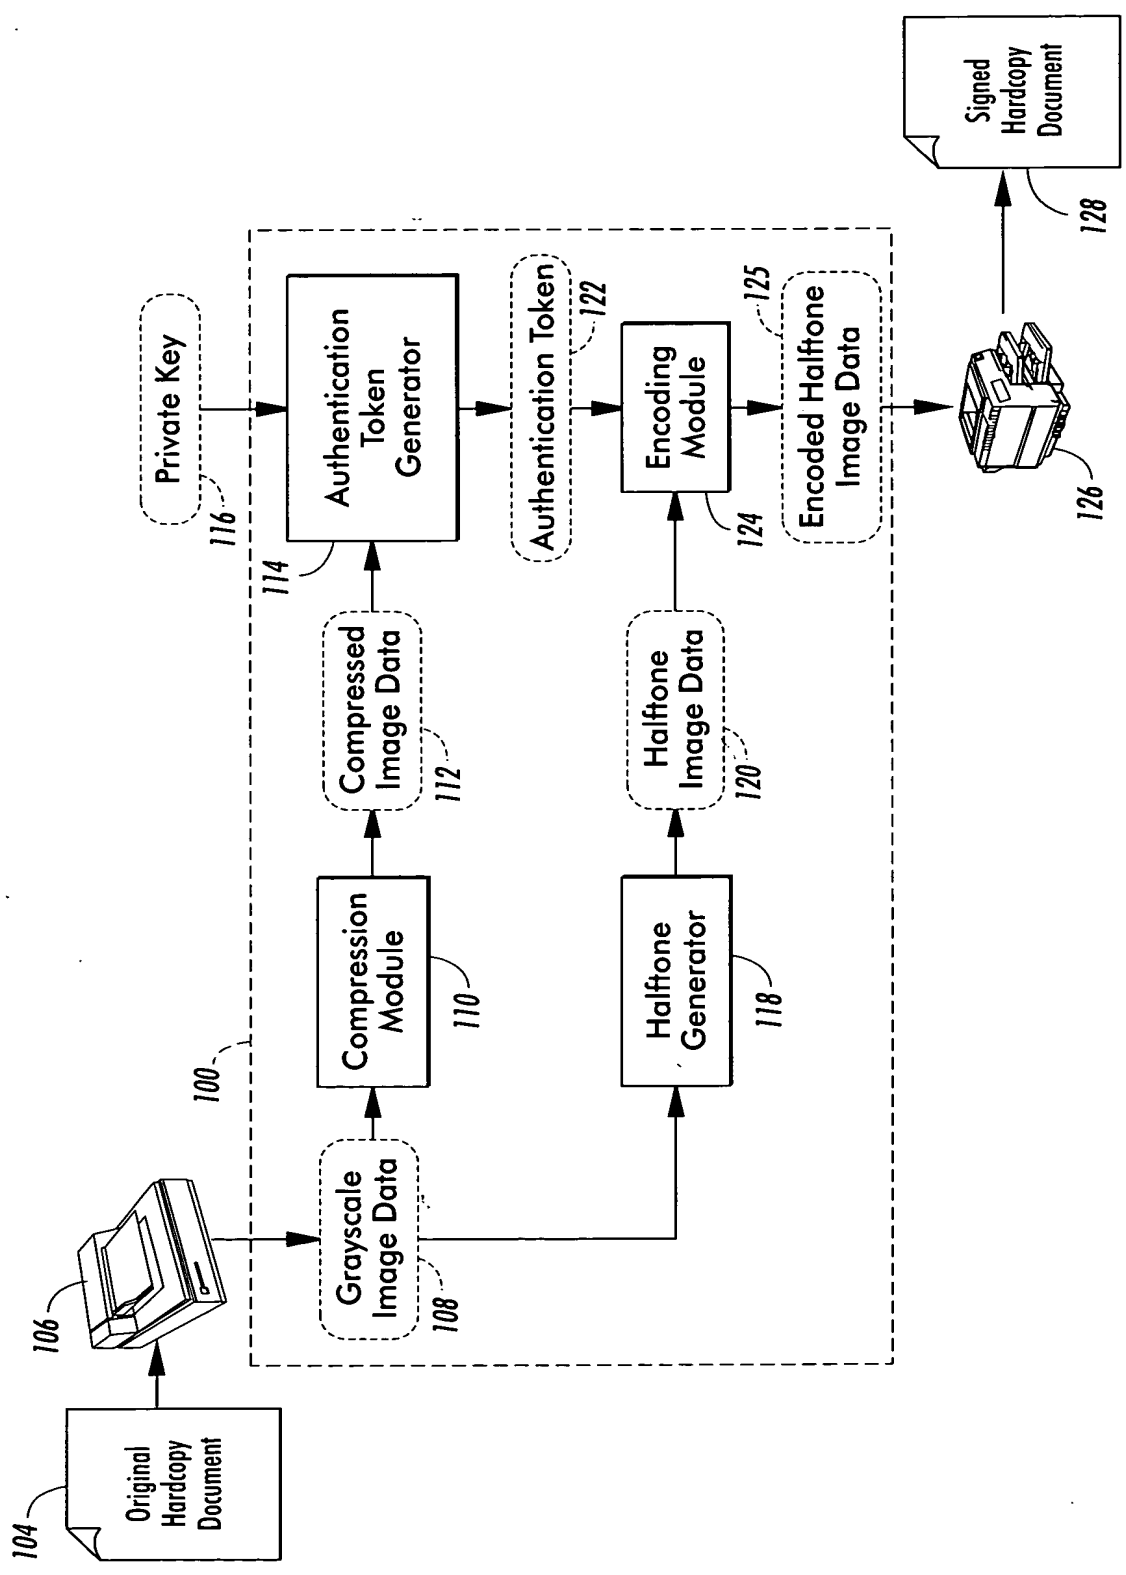 104
Original
Hardcopy
Document
106
100
Grayscale
Image Data
108
Compression
Module
110
Compressed
Image Data
112
Private Key
116
Authentication
Token
Generator
114
Authentication Token
122
Halftone
Generator
118
Halftone
Image Data
120
Encoding
Module
124
Encoded Halftone
Image Data
125
126
Signed
Hardcopy
Document
128